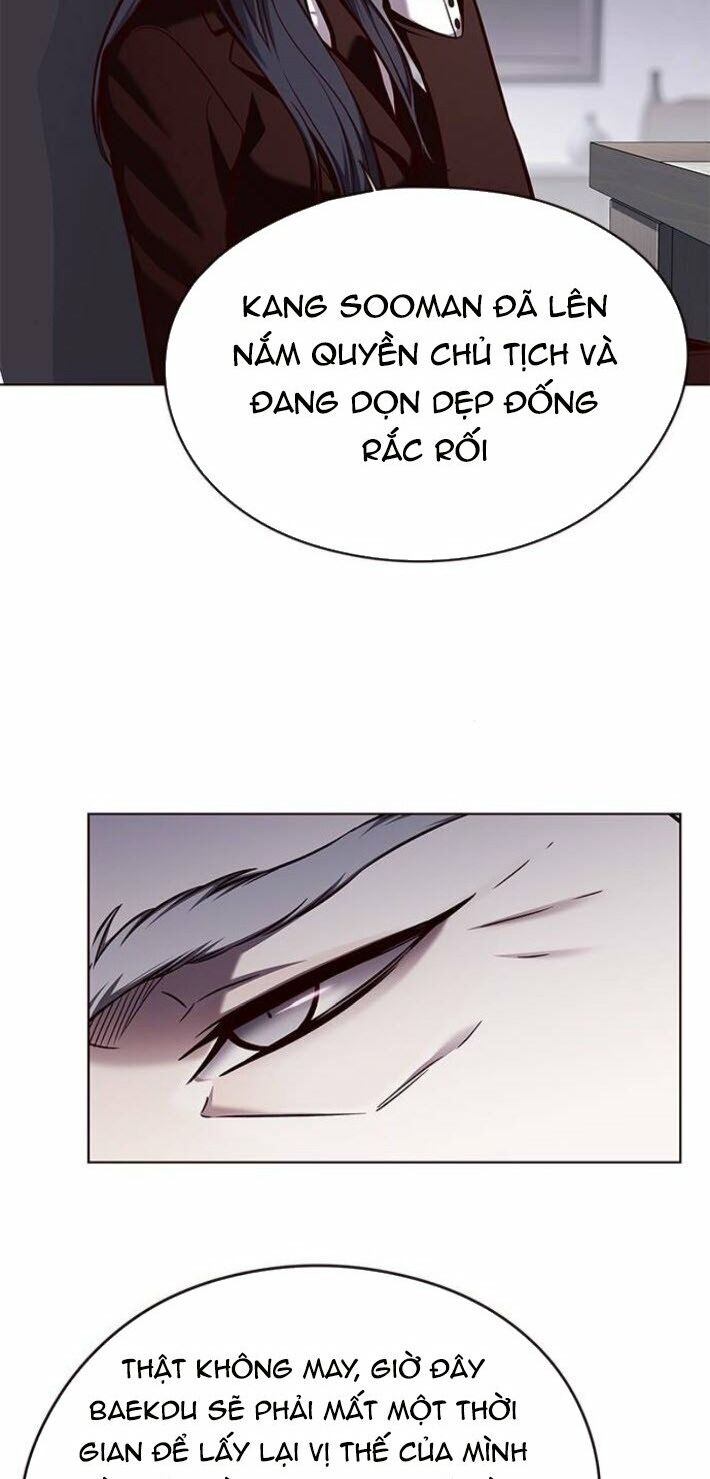 KANG SOOMAN ĐÃ LÊN
NẮM QUYỀN CHỦ TỊCH VÀ
ĐANG DỌN DẸP ĐỐNG
RẮC RỐI
THẬT KHÔNG MAY, GIỜ ĐÂY
BAEKDU SẼ PHẢI MẤT MỘT THỜI
GIAN ĐỂ LẤY LẠI VỊ THẾ CỦA MÌNH